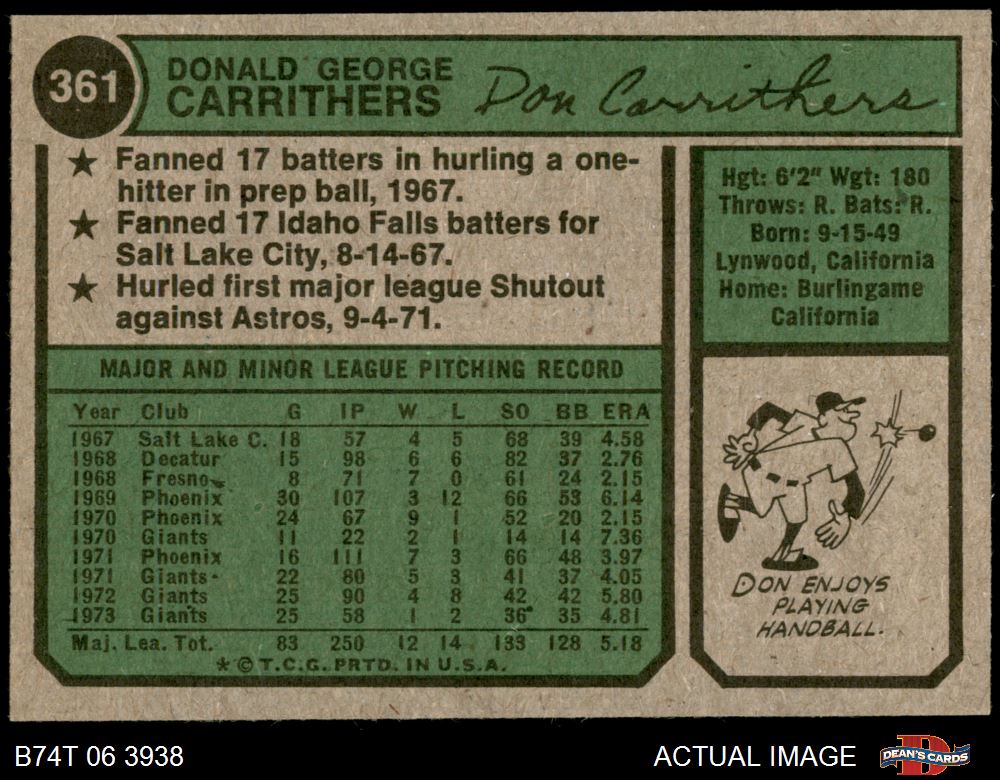 361
DONALD GEORGE
CARRITHERS
Don Carrithers
★ Fanned 17 batters in hurling a one-
hitter in prep ball, 1967.
★ Fanned 17 Idaho Falls batters for
Salt Lake City, 8-14-67.
★ Hurled first major league Shutout
against Astros, 9-4-71.
Hgt: 6'2" Wgt: 180
Throws: R. Bats: R.
Born: 9-15-49
Lynwood, California
Home: Burlingame
California
MAJOR AND MINOR LEAGUE PITCHING RECORD
Year Club G IP W L SO BB ERA
1967 Salt Lake C. 18 57 4 5 68 39 4.58
1968 Decatur 15 98 6 6 82 37 2.76
1968 Fresno 8 71 7 0 61 24 2.15
1969 Phoenix 30 107 3 12 66 53 6.14
1970 Phoenix 24 67 9 1 52 20 2.15
1970 Giants 11 22 2 1 14 14 7.36
1971 Phoenix 16 111 7 3 66 48 3.97
1971 Giants 22 80 5 3 41 37 4.05
1972 Giants 25 90 4 8 42 42 5.80
1973 Giants 25 58 1 2 36 35 4.81
Maj. Lea. Tot. 83 250 12 14 133 128 5.18
★ © T.C.G. PRTD. IN U.S.A.
DON ENJOYS
PLAYING
HANDBALL.
B74T 06 3938
ACTUAL IMAGE
DEAN'S CARDS